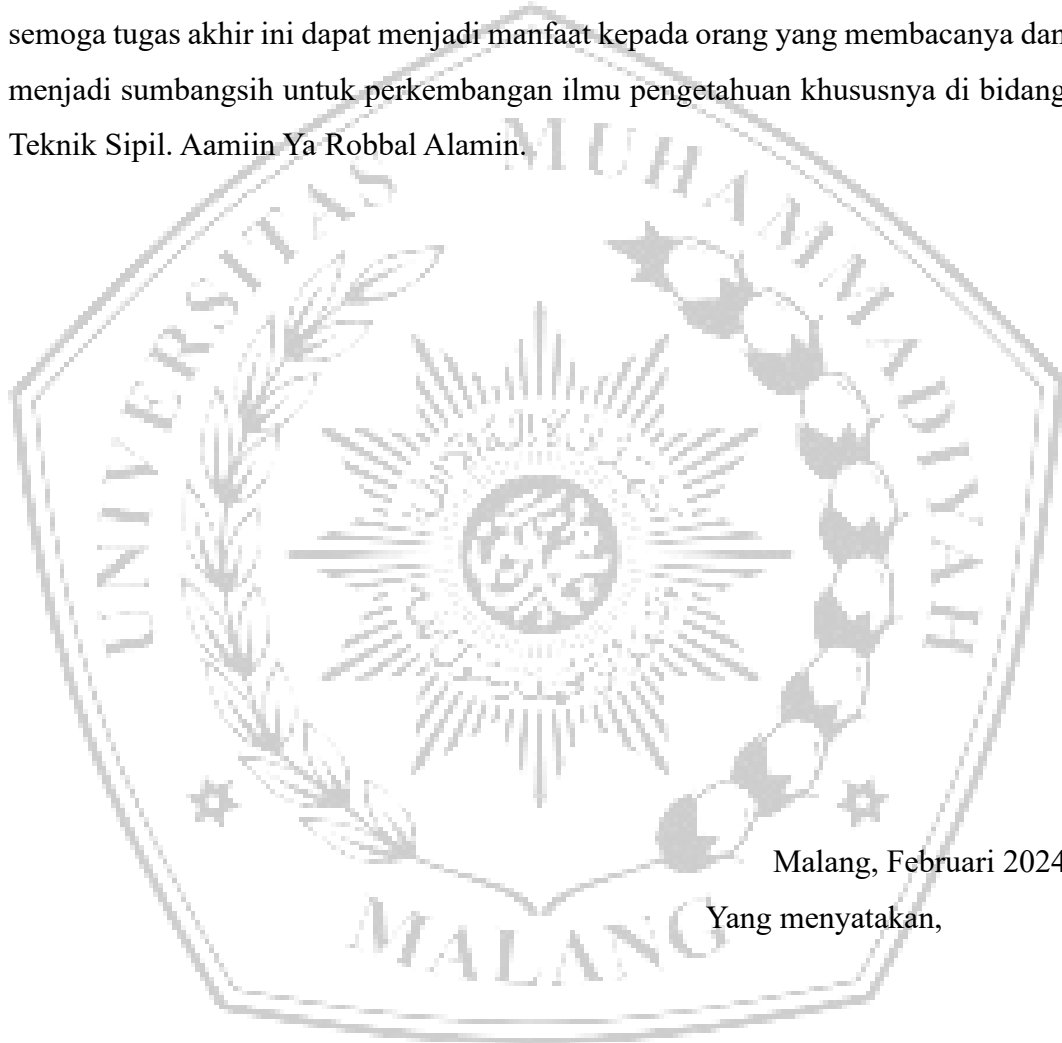 semoga tugas akhir ini dapat menjadi manfaat kepada orang yang membacanya dan
menjadi sumbangsih untuk perkembangan ilmu pengetahuan khususnya di bidang
Teknik Sipil. Aamiin Ya Robbal Alamin.
UNIVERSITAS MUHAMMADIYAH
MALANG
Malang, Februari 2024
Yang menyatakan,